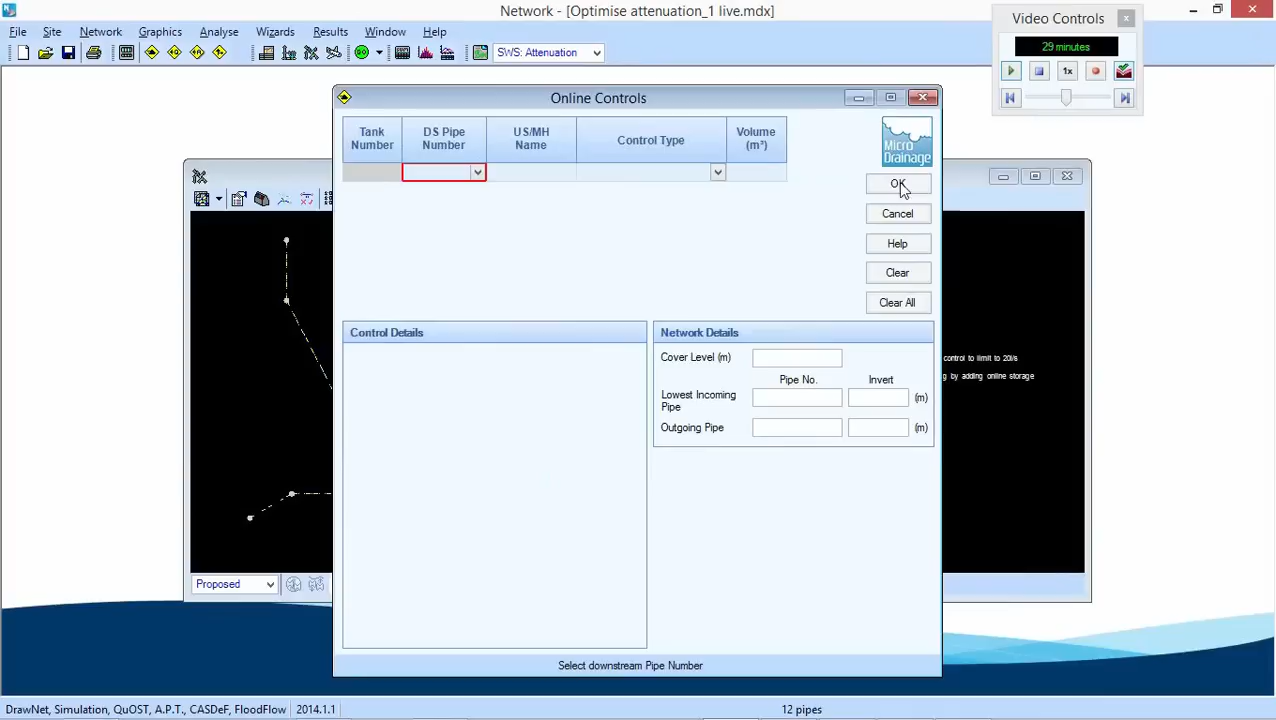 Network - [Optimise attenuation_1 live.mdx]
File Site Network Graphics Analyse Wizards Results Window Help
SWS: Attenuation
Video Controls
29 minutes
1x
Online Controls
Tank Number
DS Pipe Number
US/MH Name
Control Type
Volume (m³)
Micro Drainage
OK
Cancel
Help
Clear
Clear All
Control Details
Network Details
Cover Level (m)
Pipe No. Invert
Lowest Incoming Pipe (m)
Outgoing Pipe (m)
control to limit to 20l/s
by adding online storage
Proposed
Select downstream Pipe Number
DrawNet, Simulation, QuOST, A.P.T., CASDeF, FloodFlow 2014.1.1 12 pipes